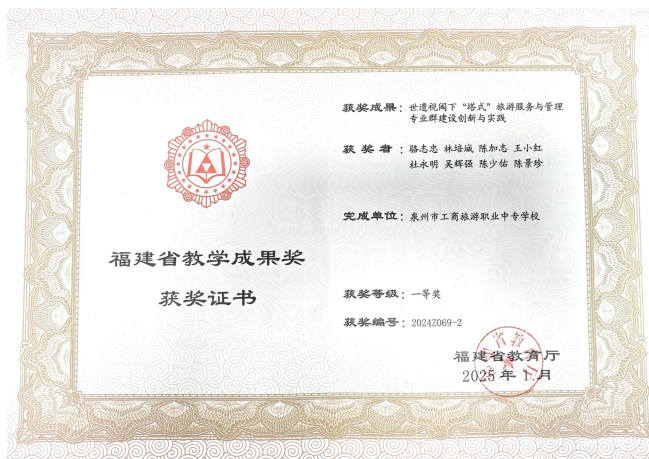 福建省教学成果奖
获奖证书
获奖成果：世遗视阈下“塔式”旅游服务与管理
专业群建设创新与实践
获奖者：骆志忠 林培城 陈加志 王小红
杜永明 吴辉强 陈少佑 陈景珍
完成单位：泉州市工商旅游职业中专学校
获奖等级：一等奖
获奖编号：2024Z069-2
福建省教育厅
2025年1月